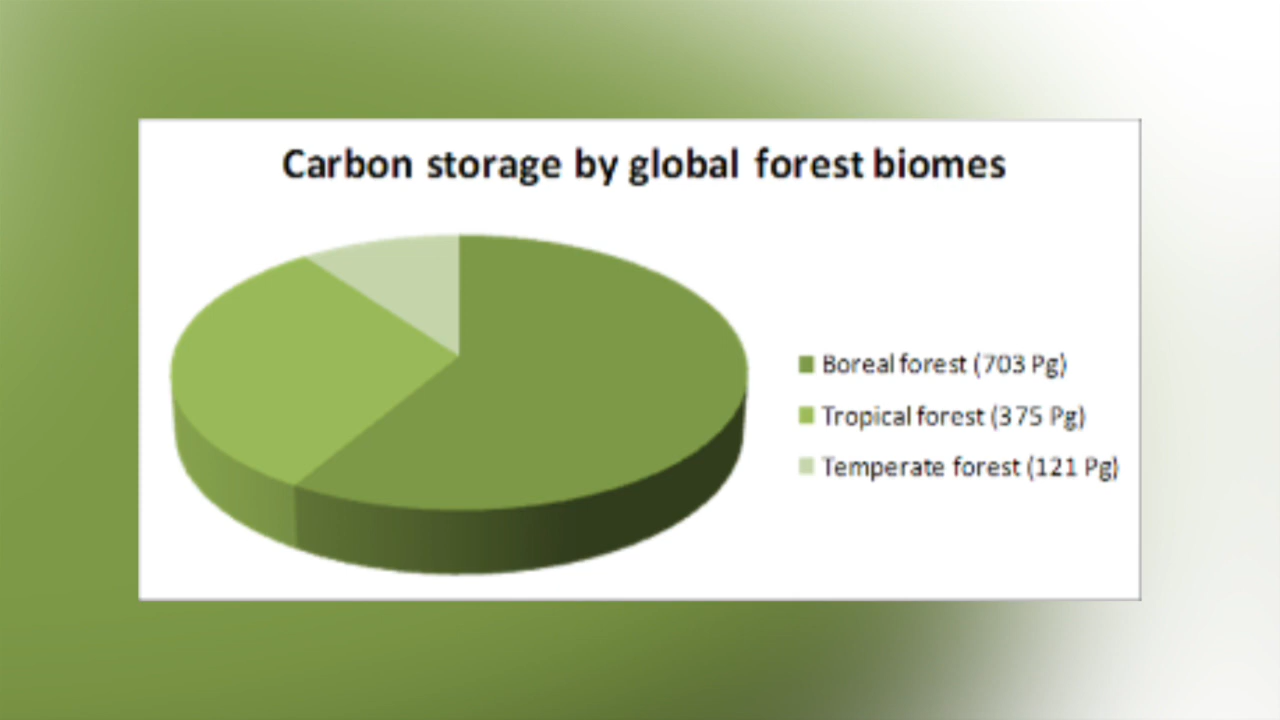 Carbon storage by global forest biomes
Boreal forest (703 Pg)
Tropical forest (375 Pg)
Temperate forest (121 Pg)